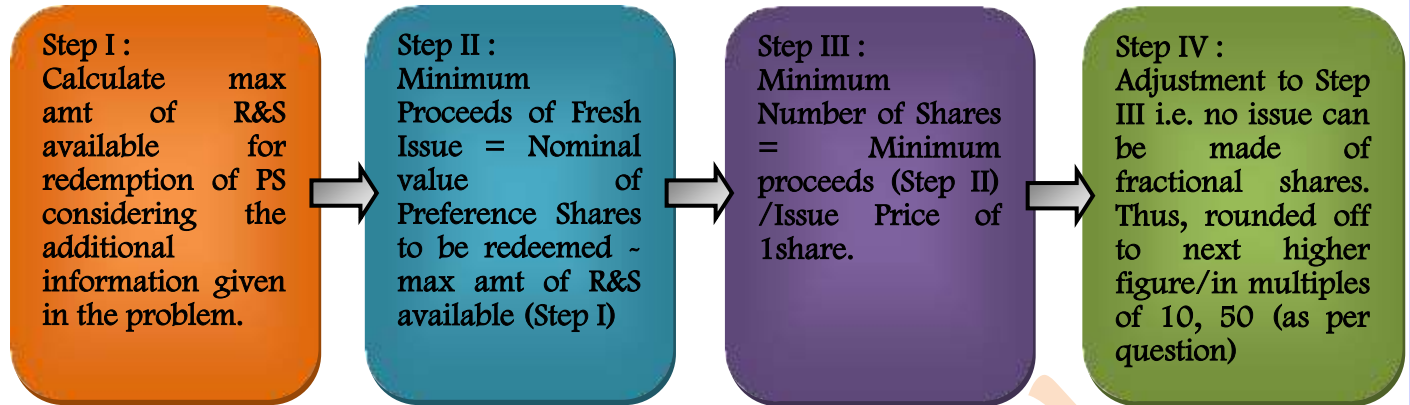 Step I :
Calculate max
amt of R&S
available for
redemption of PS
considering the
additional
information given
in the problem.
Step II :
Minimum
Proceeds of Fresh
Issue = Nominal
value of
Preference Shares
to be redeemed -
max amt of R&S
available (Step I)
Step III :
Minimum
Number of Shares
= Minimum
proceeds (Step II)
/Issue Price of
1share.
Step IV :
Adjustment to Step
III i.e. no issue can
be made of
fractional shares.
Thus, rounded off
to next higher
figure/in multiples
of 10, 50 (as per
question)